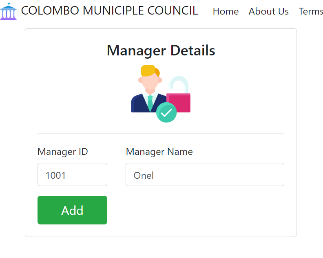 COLOMBO MUNICIPLE COUNCIL Home About Us Terms
Manager Details
Manager ID Manager Name
1001 Onel
Add